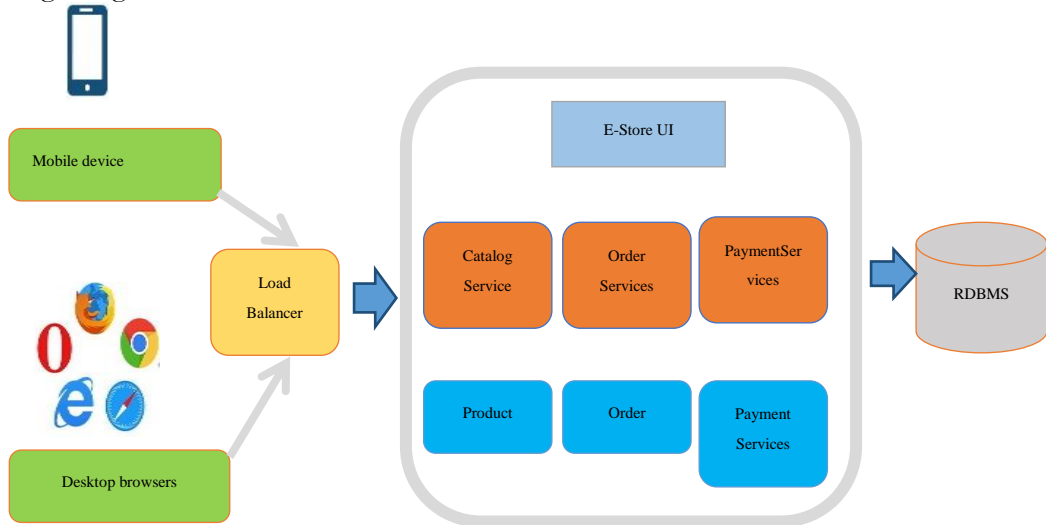 Mobile device
E-Store UI
Catalog
Service
Order
Services
PaymentSer
vices
Load
Balancer
RDBMS
Product
Order
Payment
Services
Desktop browsers